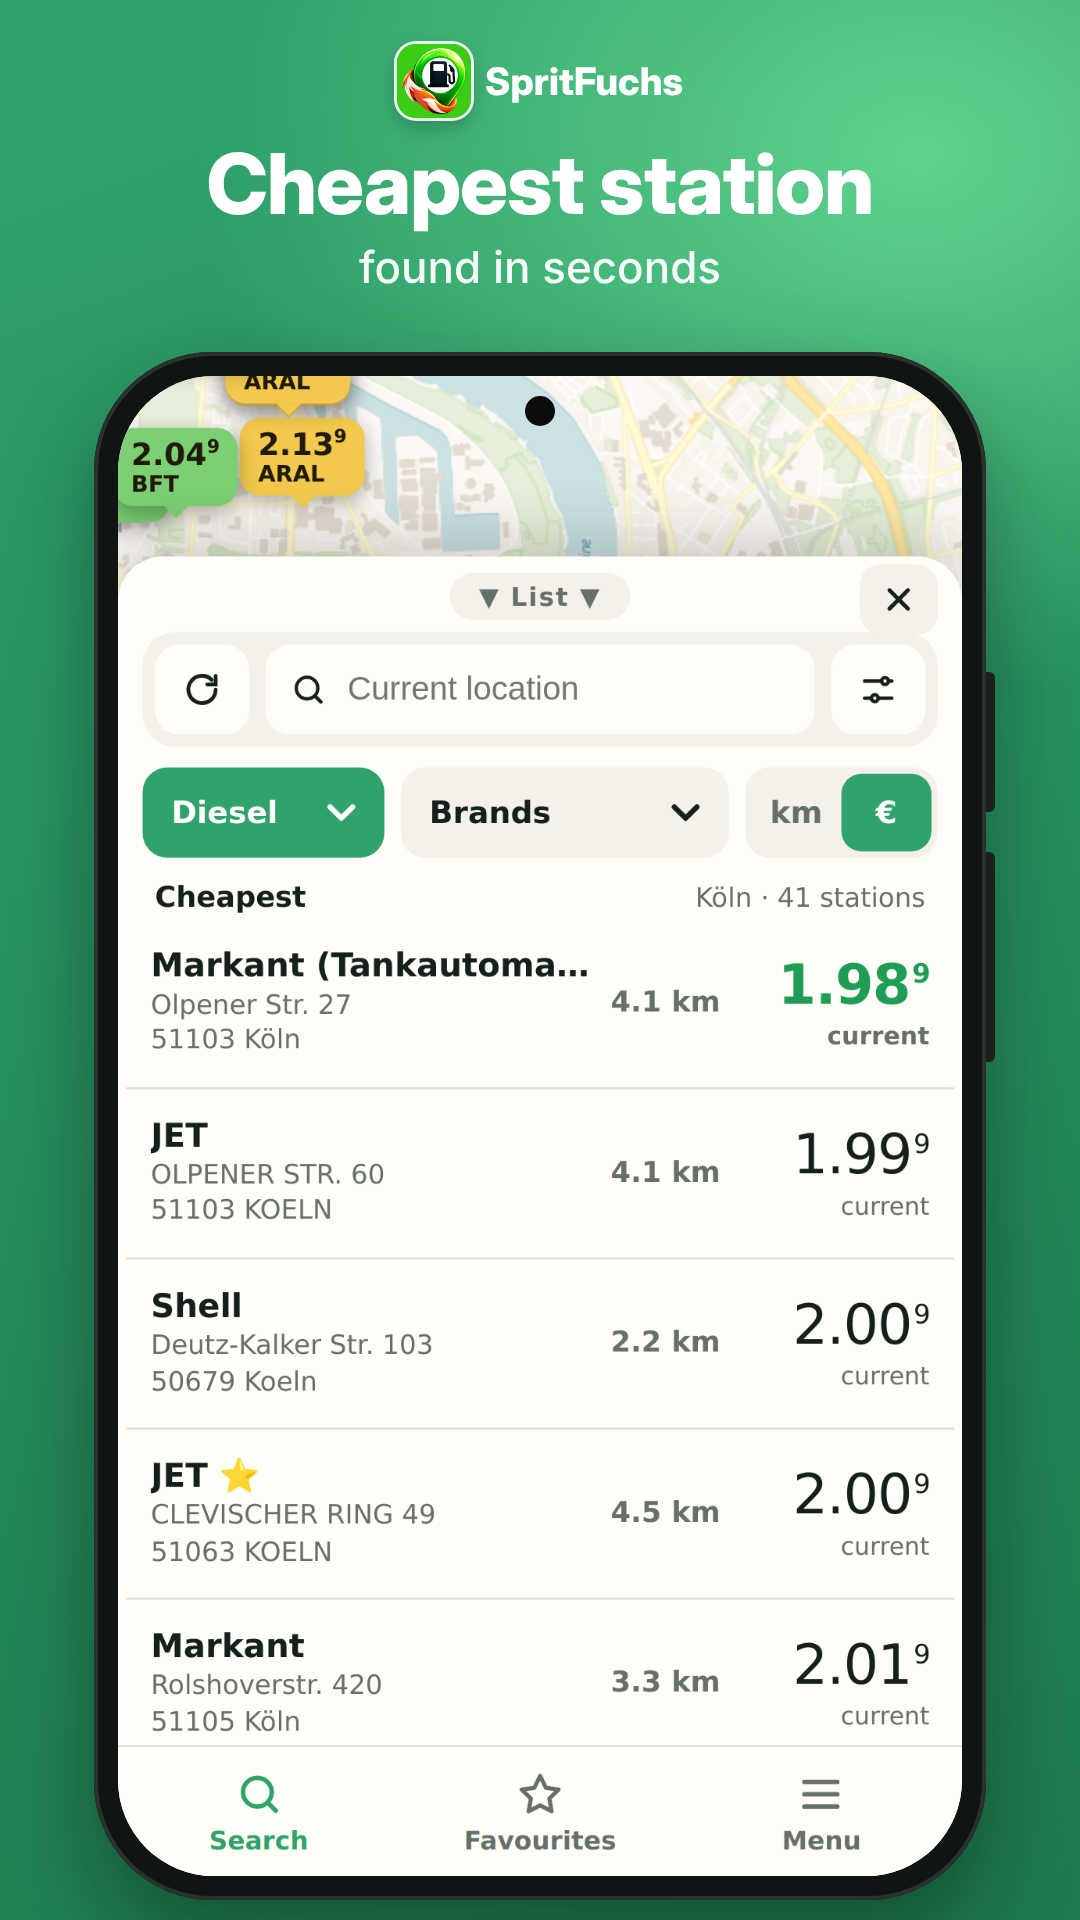 SpritFuchs
Cheapest station
found in seconds
ARAL
2.04⁹
BFT
2.13⁹
ARAL
▼ List ▼
Current location
Diesel
Brands
km
€
Cheapest
Köln · 41 stations
Markant (Tankautoma...
Olpener Str. 27
51103 Köln
4.1 km
1.98⁹
current
JET
OLPENER STR. 60
51103 KOELN
4.1 km
1.99⁹
current
Shell
Deutz-Kalker Str. 103
50679 Koeln
2.2 km
2.00⁹
current
JET ⭐
CLEVISCHER RING 49
51063 KOELN
4.5 km
2.00⁹
current
Markant
Rolshoverstr. 420
51105 Köln
3.3 km
2.01⁹
current
Search
Favourites
Menu